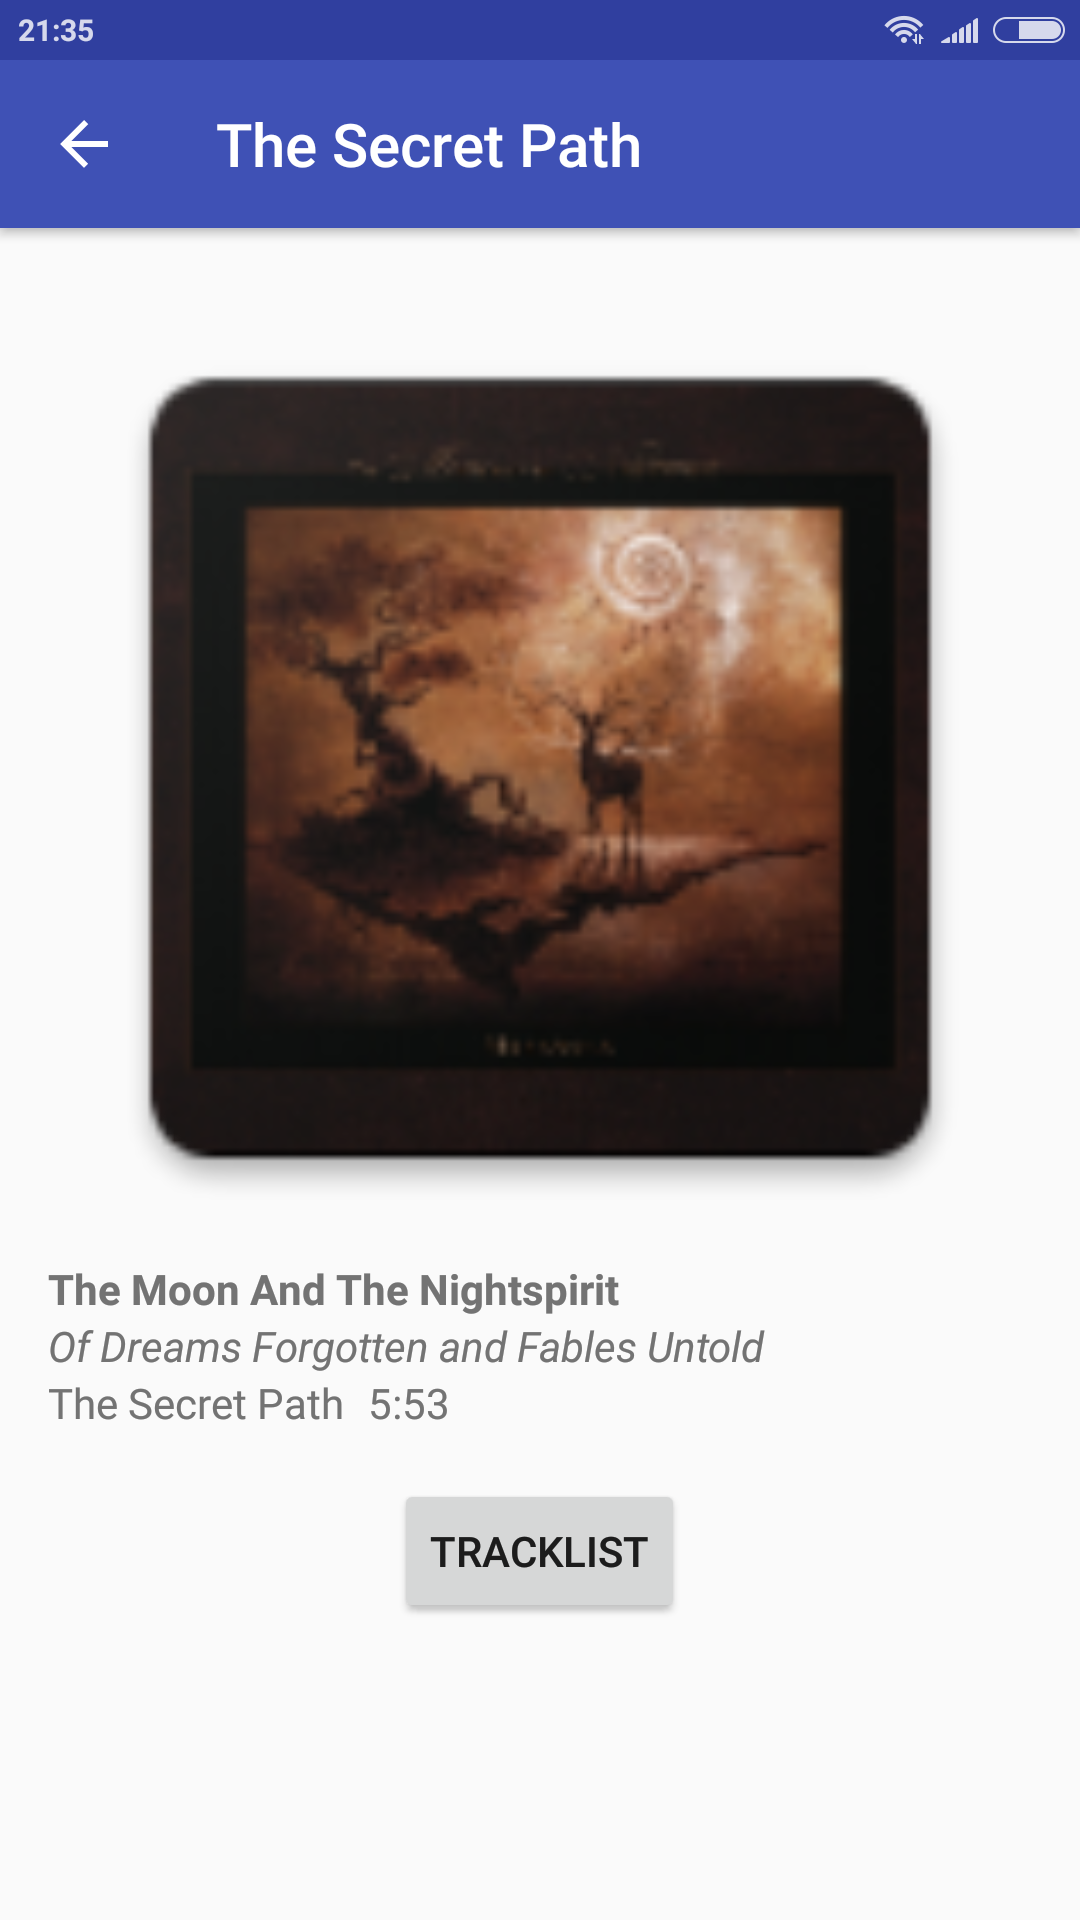 21:35
The Secret Path
The Moon And The Nightspirit
Of Dreams Forgotten and Fables Untold
The Secret Path 5:53
TRACKLIST